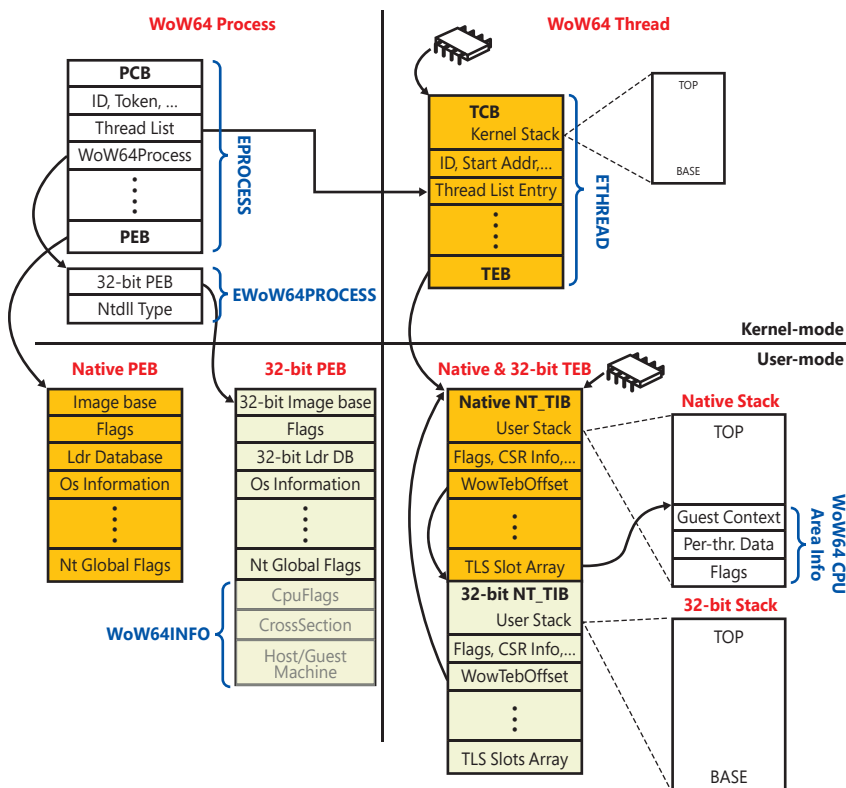 WoW64 Process
PCB
ID, Token, ...
Thread List
WoW64Process
PEB
EPROCESS
32-bit PEB
Ntdll Type
EWoW64PROCESS
WoW64 Thread
TCB
Kernel Stack
ID, Start Addr,...
Thread List Entry
TEB
ETHREAD
TOP
BASE
Kernel-mode
User-mode
Native PEB
Image base
Flags
Ldr Database
Os Information
Nt Global Flags
32-bit PEB
32-bit Image base
Flags
32-bit Ldr DB
Os Information
Nt Global Flags
CpuFlags
CrossSection
Host/Guest
Machine
WoW64INFO
Native & 32-bit TEB
Native NT_TIB
User Stack
Flags, CSR Info,...
WowTebOffset
TLS Slot Array
32-bit NT_TIB
User Stack
Flags, CSR Info,...
WowTebOffset
TLS Slots Array
Native Stack
TOP
Guest Context
Per-thr. Data
Flags
WoW64 CPU
Area Info
32-bit Stack
TOP
BASE